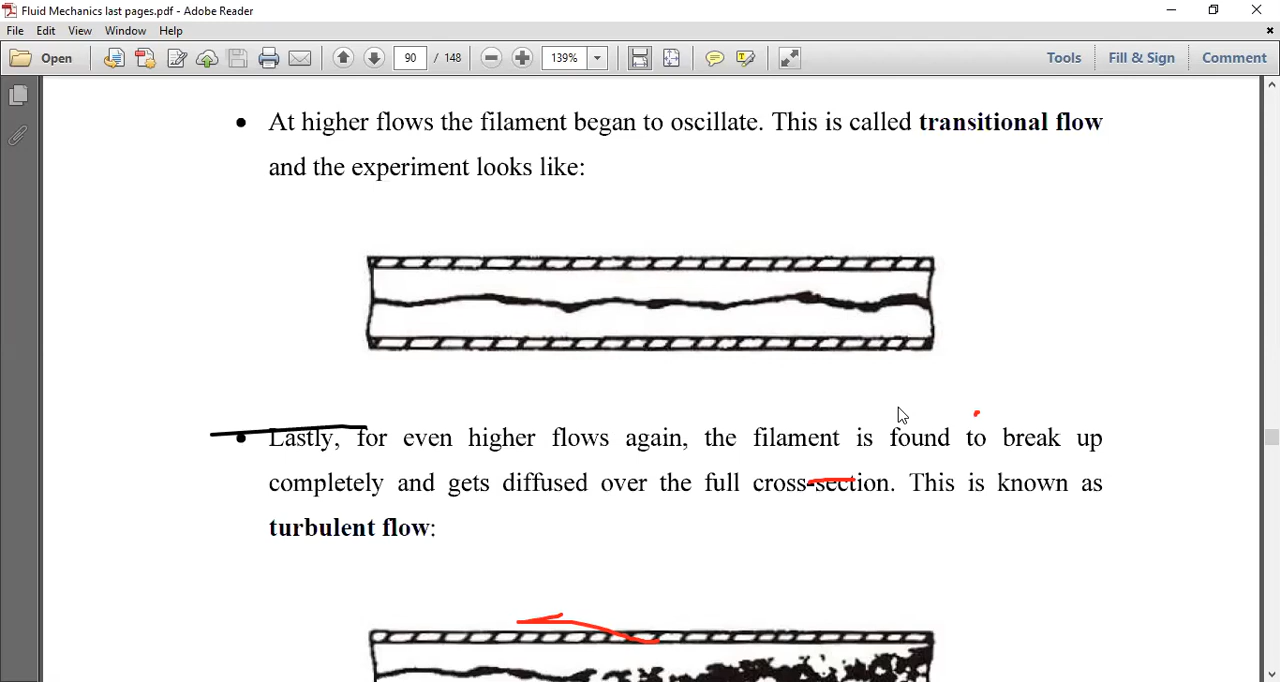 Fluid Mechanics last pages.pdf - Adobe Reader
File Edit View Window Help
Open 90 / 148 139% Tools Fill & Sign Comment
• At higher flows the filament began to oscillate. This is called transitional flow
and the experiment looks like:
• Lastly, for even higher flows again, the filament is found to break up
completely and gets diffused over the full cross-section. This is known as
turbulent flow: